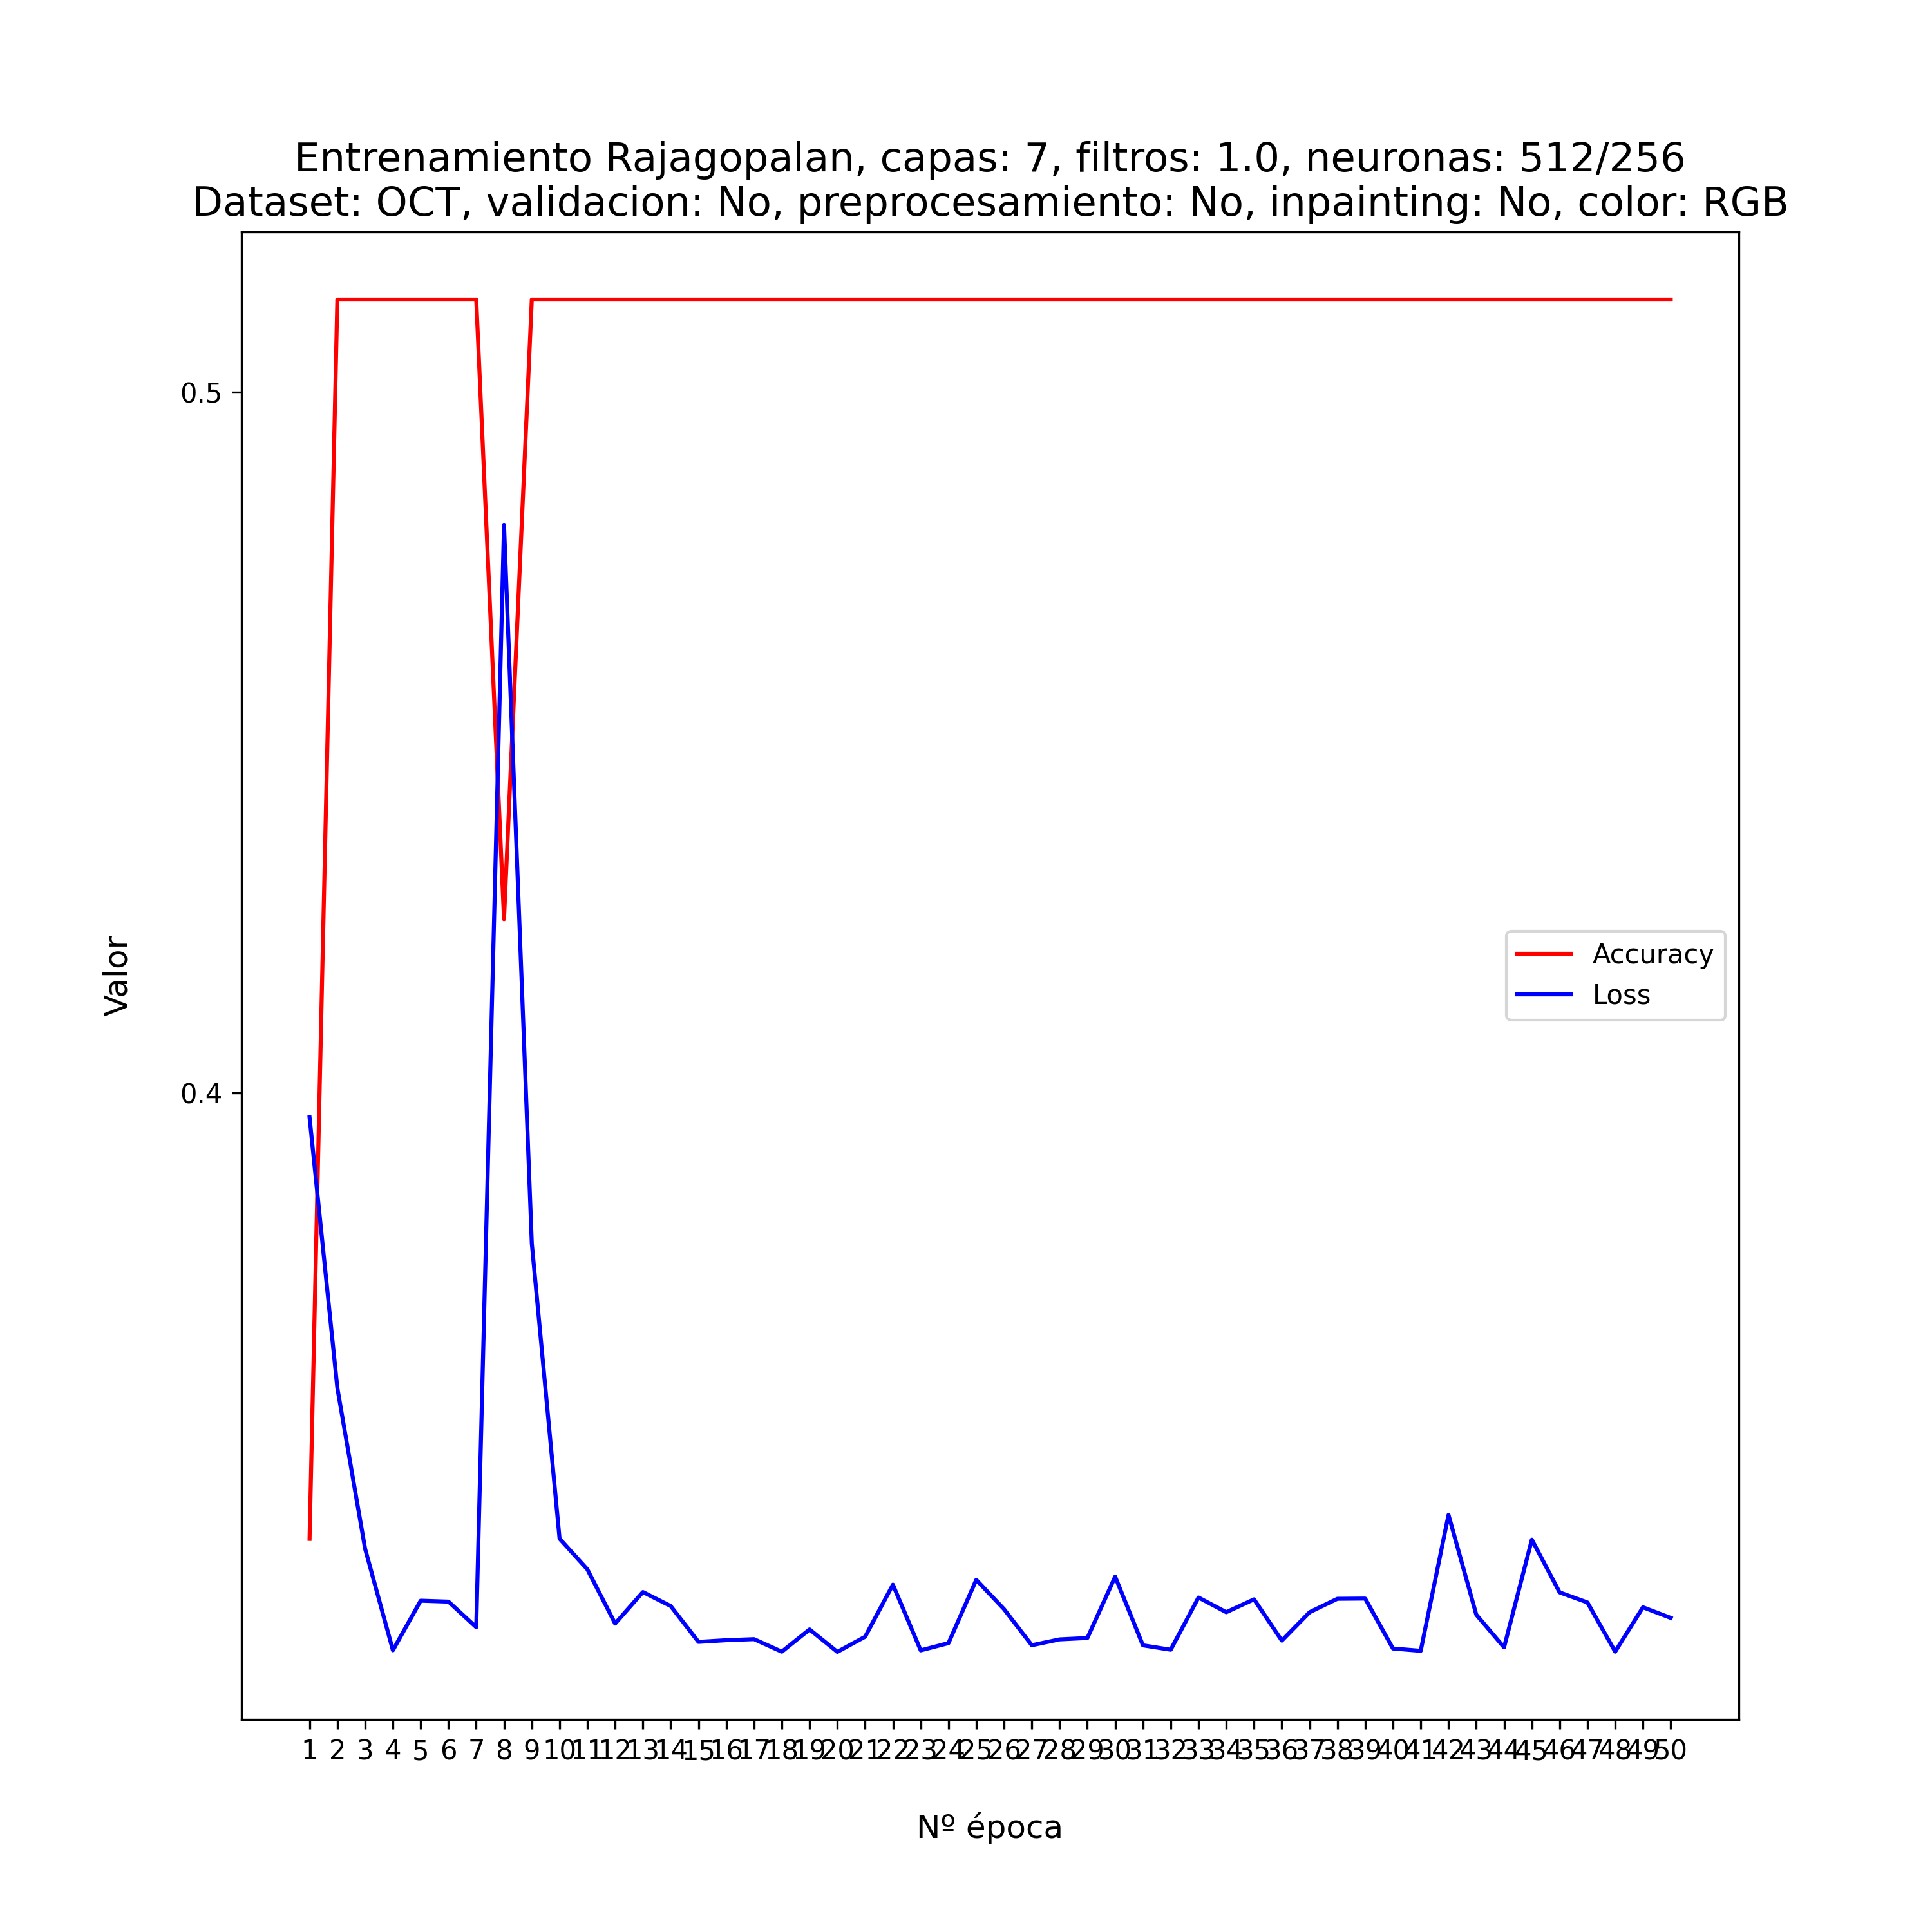 Entrenamiento Rajagopalan, capas: 7, filtros: 1.0, neuronas: 512/256
Dataset: OCT, validacion: No, preprocesamiento: No, inpainting: No, color: RGB
0.5
0.4
Valor
Accuracy
Loss
1 2 3 4 5 6 7 8 9 10 11 12 13 14 15 16 17 18 19 20 21 22 23 24 25 26 27 28 29 30 31 32 33 34 35 36 37 38 39 40 41 42 43 44 45 46 47 48 49 50
Nº época